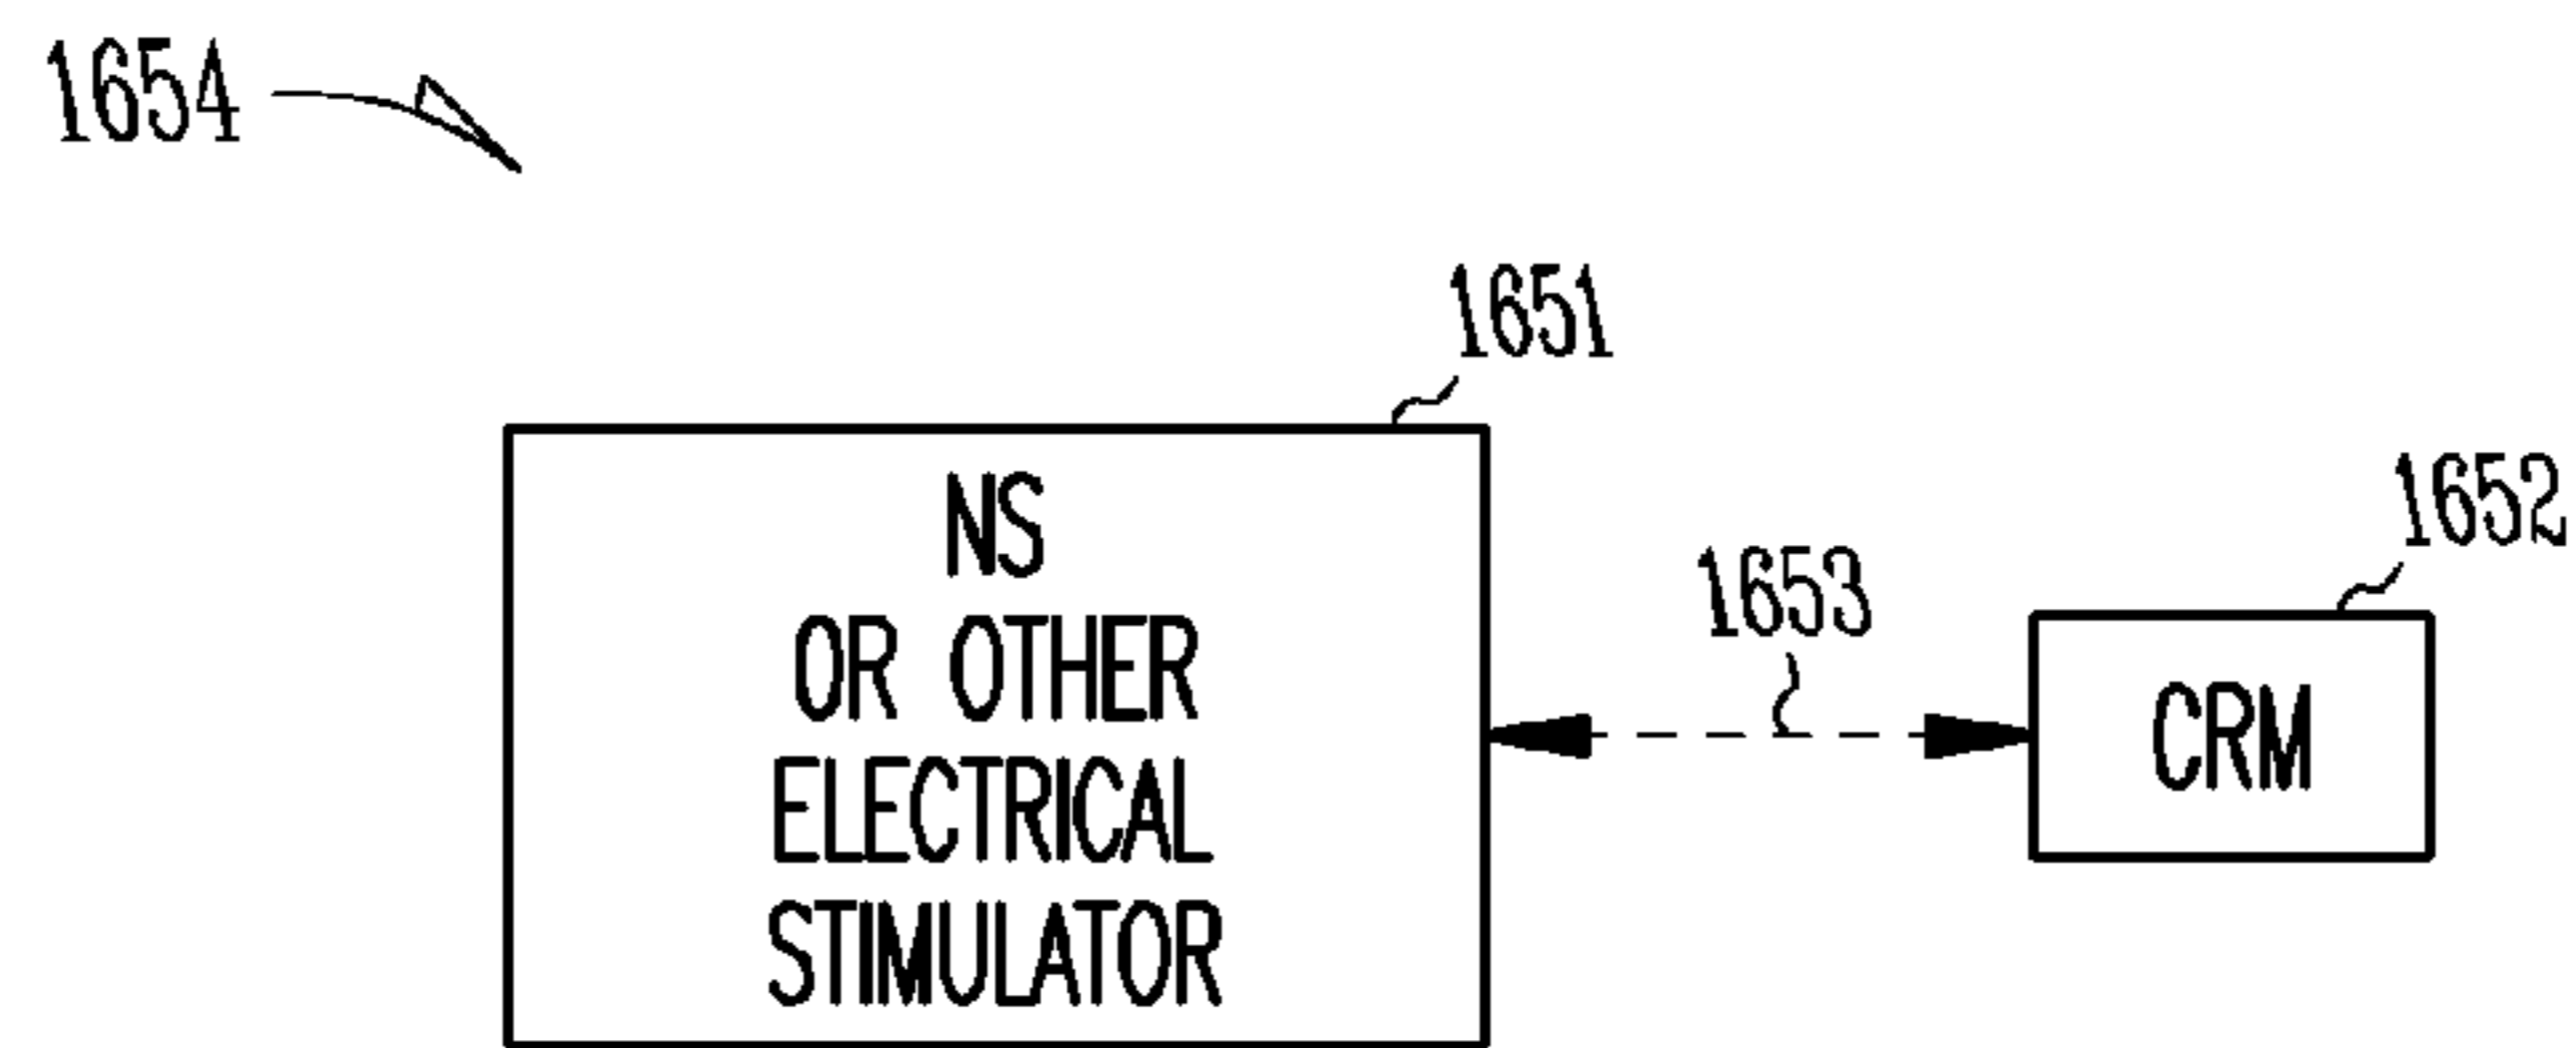 1654
1651
NS
OR OTHER
ELECTRICAL
STIMULATOR
1653
1652
CRM